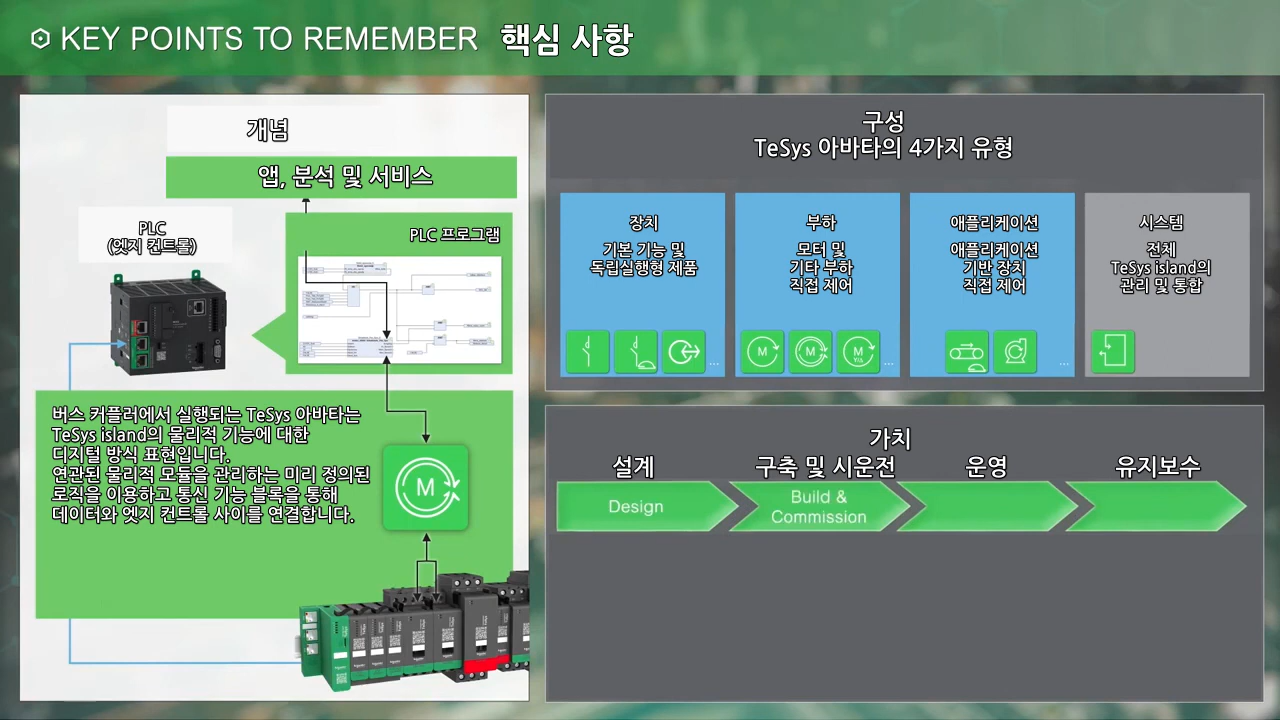 KEY POINTS TO REMEMBER 핵심 사항
개념
앱, 분석 및 서비스
PLC
(엣지 컨트롤)
PLC 프로그램
버스 커플러에서 실행되는 TeSys 아바타는
TeSys island의 물리적 기능에 대한
디지털 방식 표현입니다.
연관된 물리적 모듈을 관리하는 미리 정의된
로직을 이용하고 통신 기능 블록을 통해
데이터와 엣지 컨트롤 사이를 연결합니다.
M
구성
TeSys 아바타의 4가지 유형
장치
기본 기능 및
독립실행형 제품
...
부하
모터 및
기타 부하
직접 제어
M
M
M
Y/Δ
...
애플리케이션
애플리케이션
기반 장치
직접 제어
...
시스템
전체
TeSys island의
관리 및 통합
가치
설계
구축 및 시운전
운영
유지보수
Design
Build &
Commission